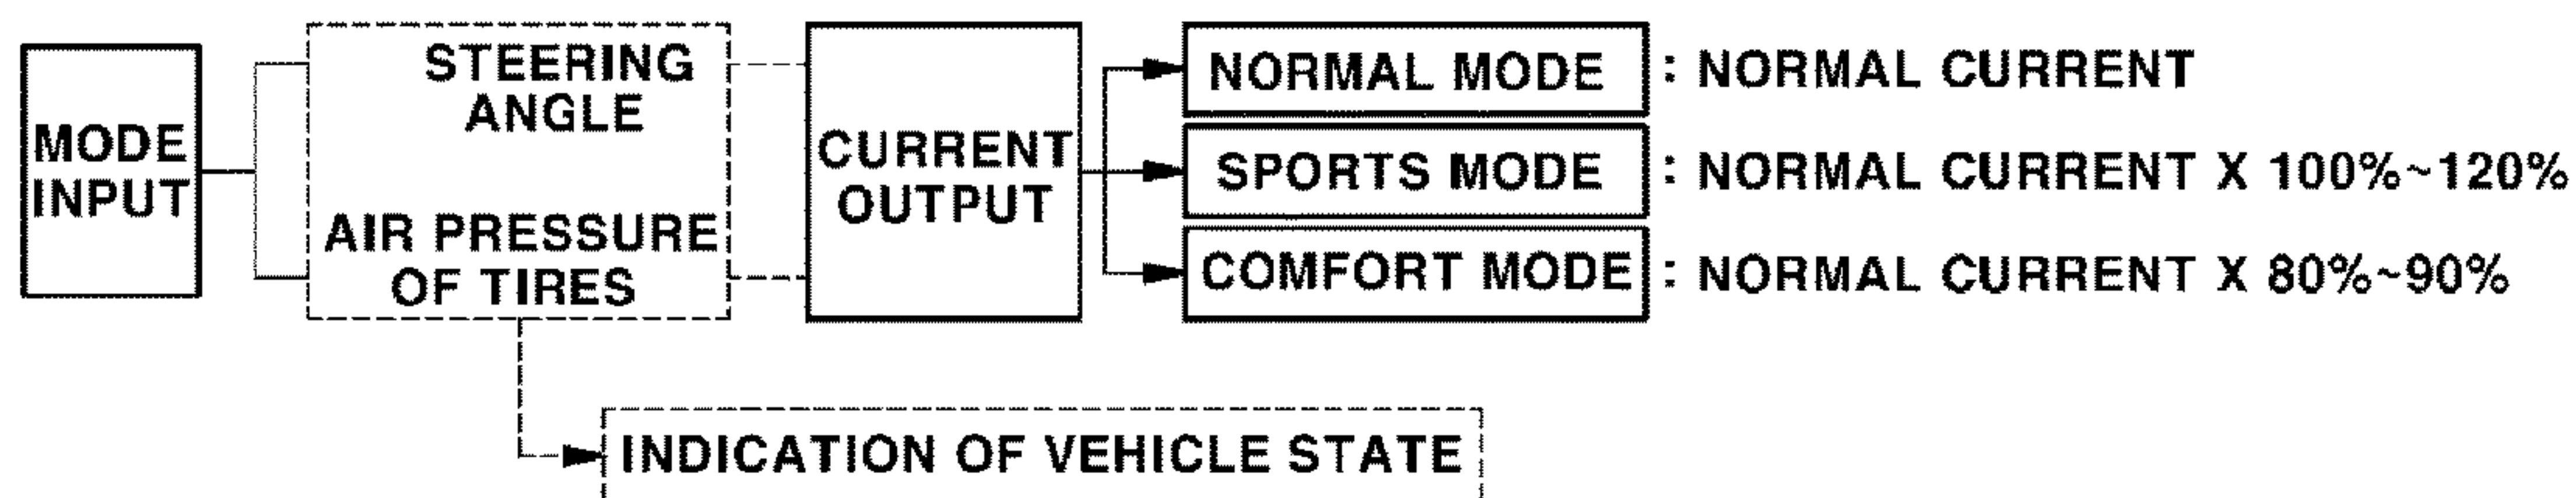 MODE
INPUT
STEERING
ANGLE
AIR PRESSURE
OF TIRES
CURRENT
OUTPUT
NORMAL MODE : NORMAL CURRENT
SPORTS MODE : NORMAL CURRENT X 100%~120%
COMFORT MODE : NORMAL CURRENT X 80%~90%
INDICATION OF VEHICLE STATE